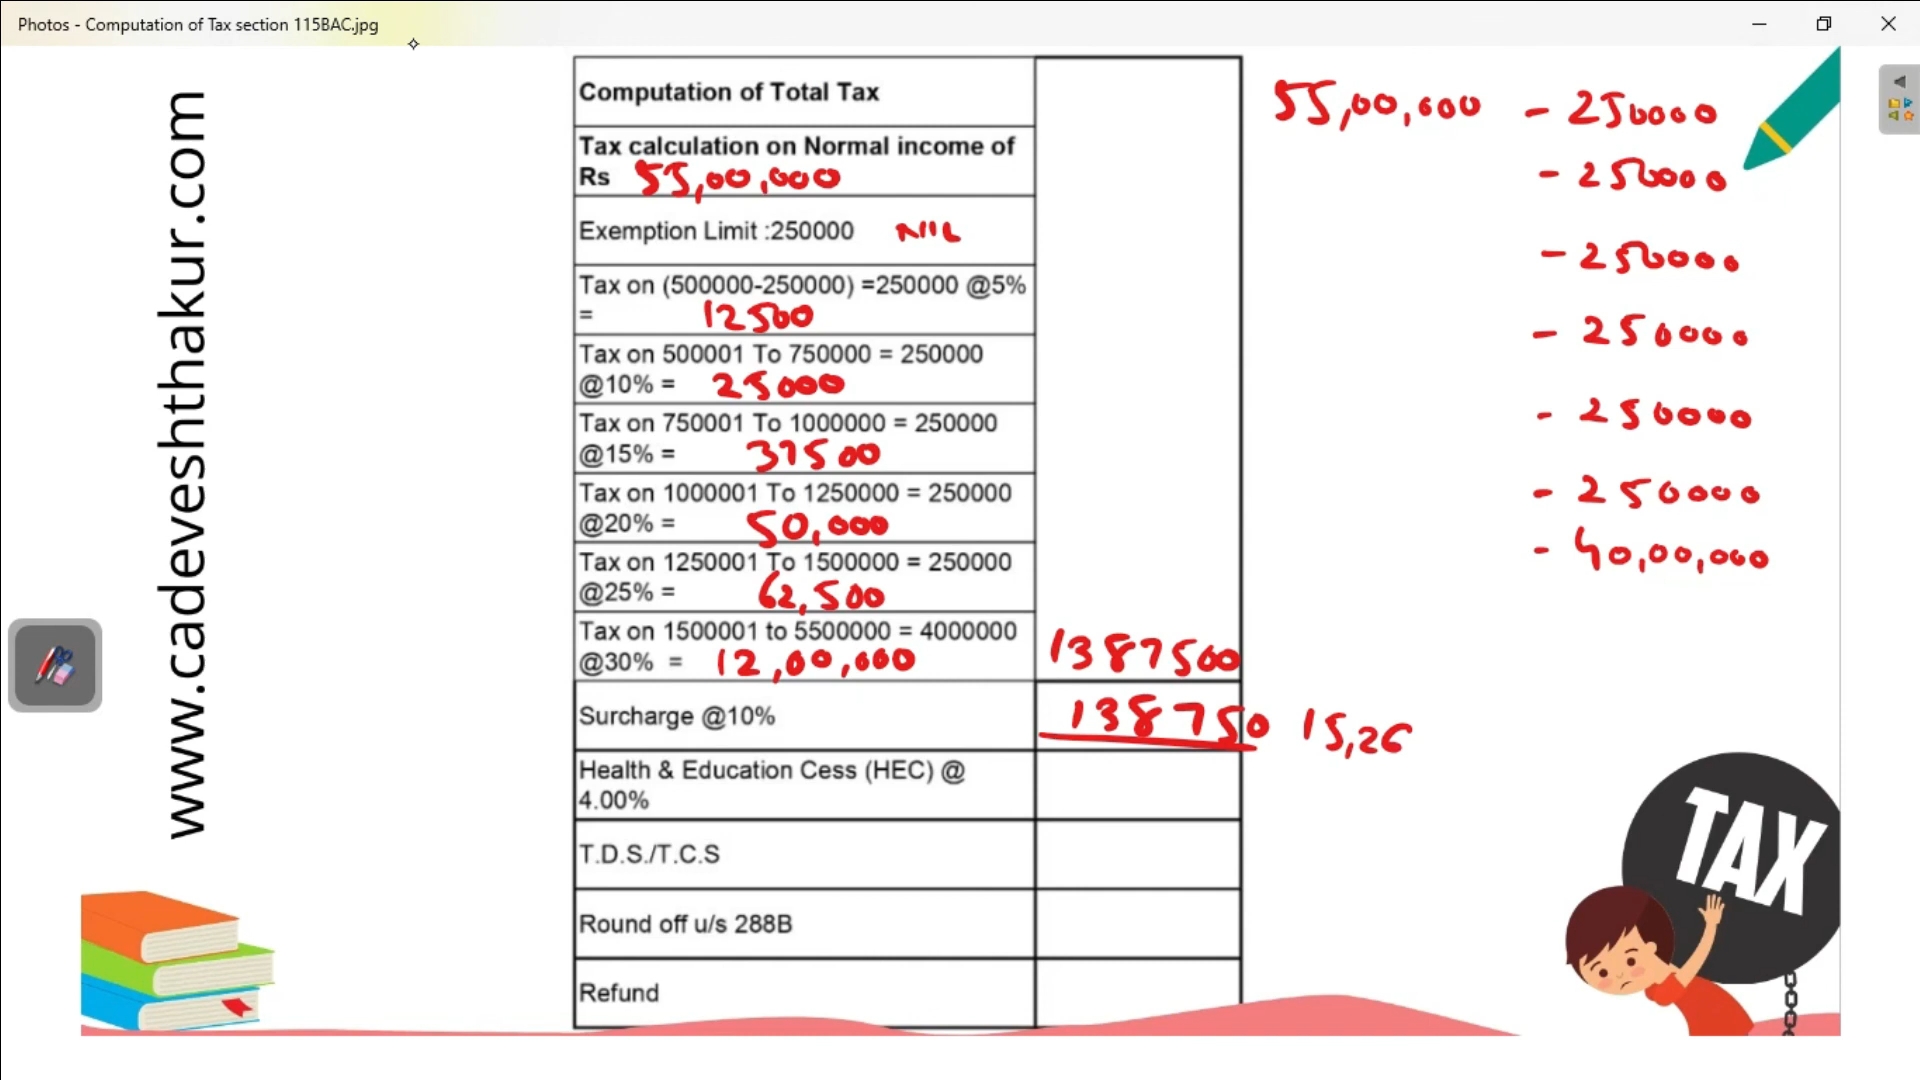 Photos - Computation of Tax section 115BAC.jpg
www.cadeveshthakur.com
Computation of Total Tax
Tax calculation on Normal income of
Rs 55,00,000
Exemption Limit :250000 NIL
Tax on (500000-250000) =250000 @5%
= 12500
Tax on 500001 To 750000 = 250000
@10% = 25000
Tax on 750001 To 1000000 = 250000
@15% = 37500
Tax on 1000001 To 1250000 = 250000
@20% = 50,000
Tax on 1250001 To 1500000 = 250000
@25% = 62,500
Tax on 1500001 to 5500000 = 4000000
@30% = 12,00,000
1387500
Surcharge @10% 138750 15,26
Health & Education Cess (HEC) @
4.00%
T.D.S./T.C.S
Round off u/s 288B
Refund
55,00,000 - 250000
- 250000
- 250000
- 250000
- 250000
- 250000
- 40,00,000
TAX